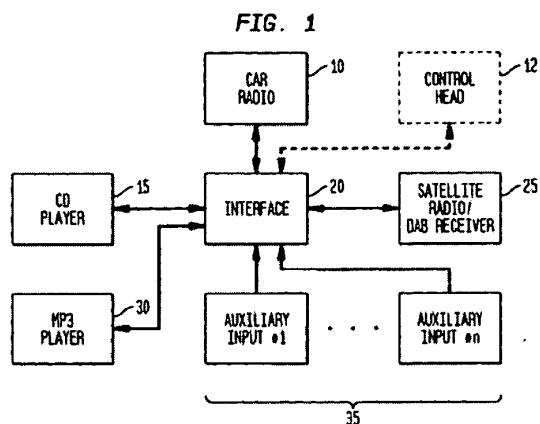 FIG. 1
CAR
RADIO
10
CONTROL
HEAD
12
CD
PLAYER
15
INTERFACE
20
SATELLITE
RADIO/
DAB RECEIVER
25
MP3
PLAYER
30
AUXILIARY
INPUT #1
. . .
AUXILIARY
INPUT #n
35